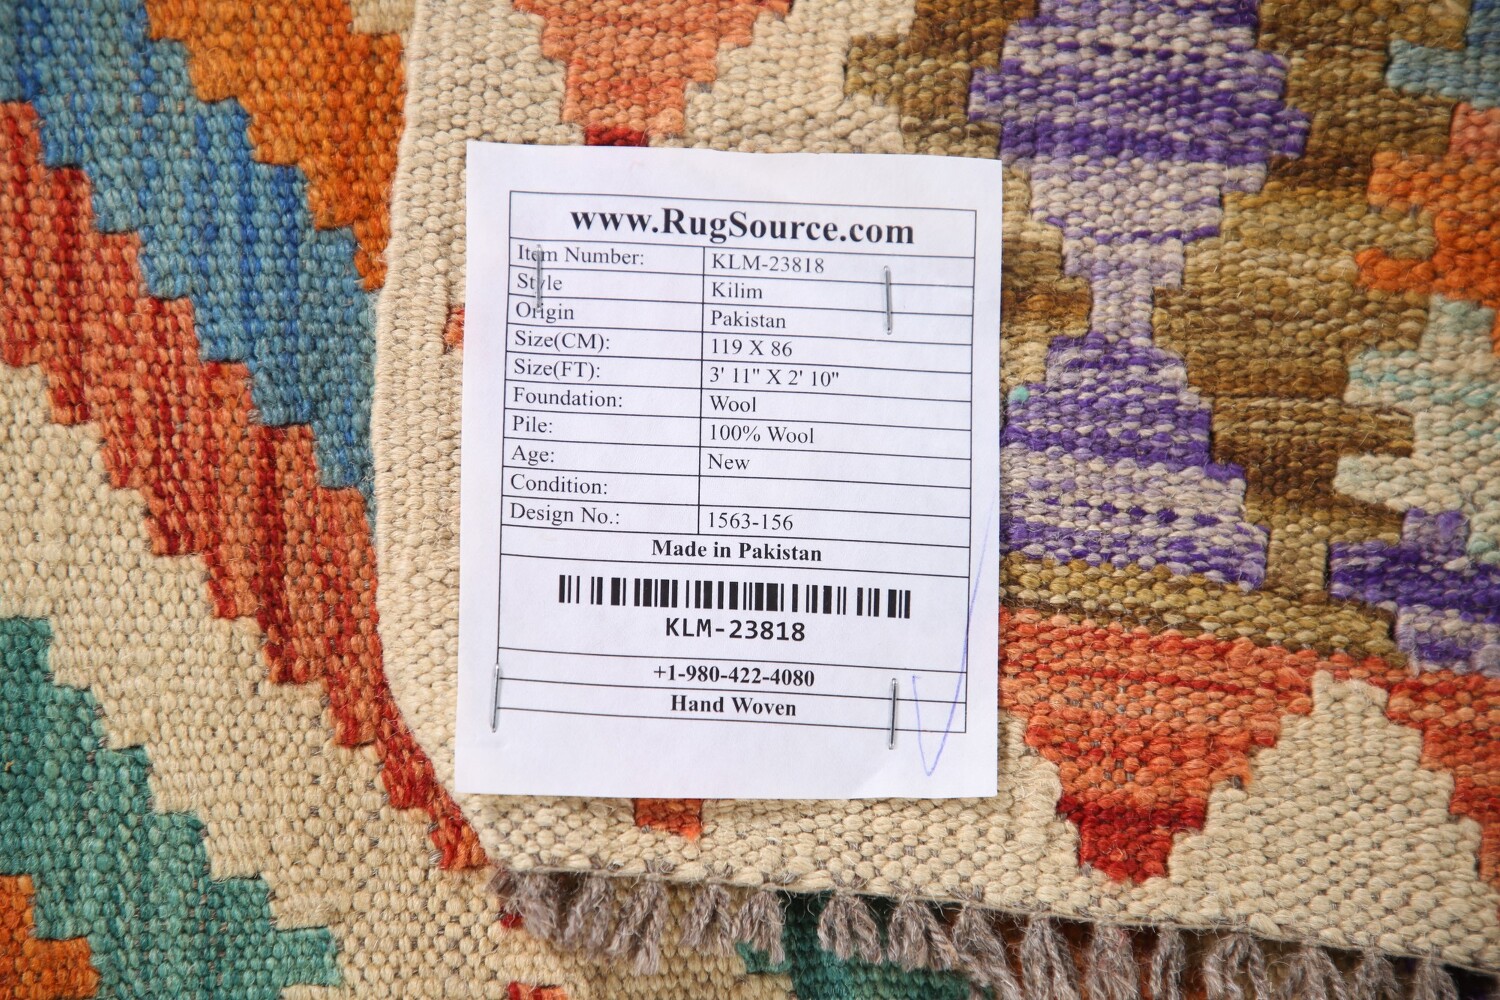 www.RugSource.com
Item Number: KLM-23818
Style Kilim
Origin Pakistan
Size(CM): 119 X 86
Size(FT): 3' 11" X 2' 10"
Foundation: Wool
Pile: 100% Wool
Age: New
Condition:
Design No.: 1563-156
Made in Pakistan
KLM-23818
+1-980-422-4080
Hand Woven